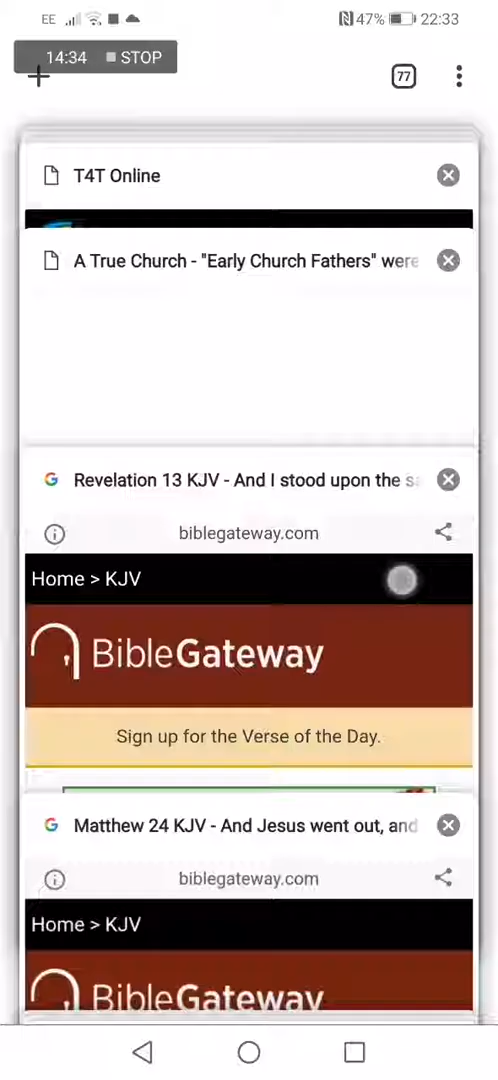 EE 47% 22:33
14:34 STOP
77
T4T Online
A True Church - "Early Church Fathers" were
Revelation 13 KJV - And I stood upon the sa
biblegateway.com
Home > KJV
BibleGateway
Sign up for the Verse of the Day.
Matthew 24 KJV - And Jesus went out, and
biblegateway.com
Home > KJV
BibleGateway